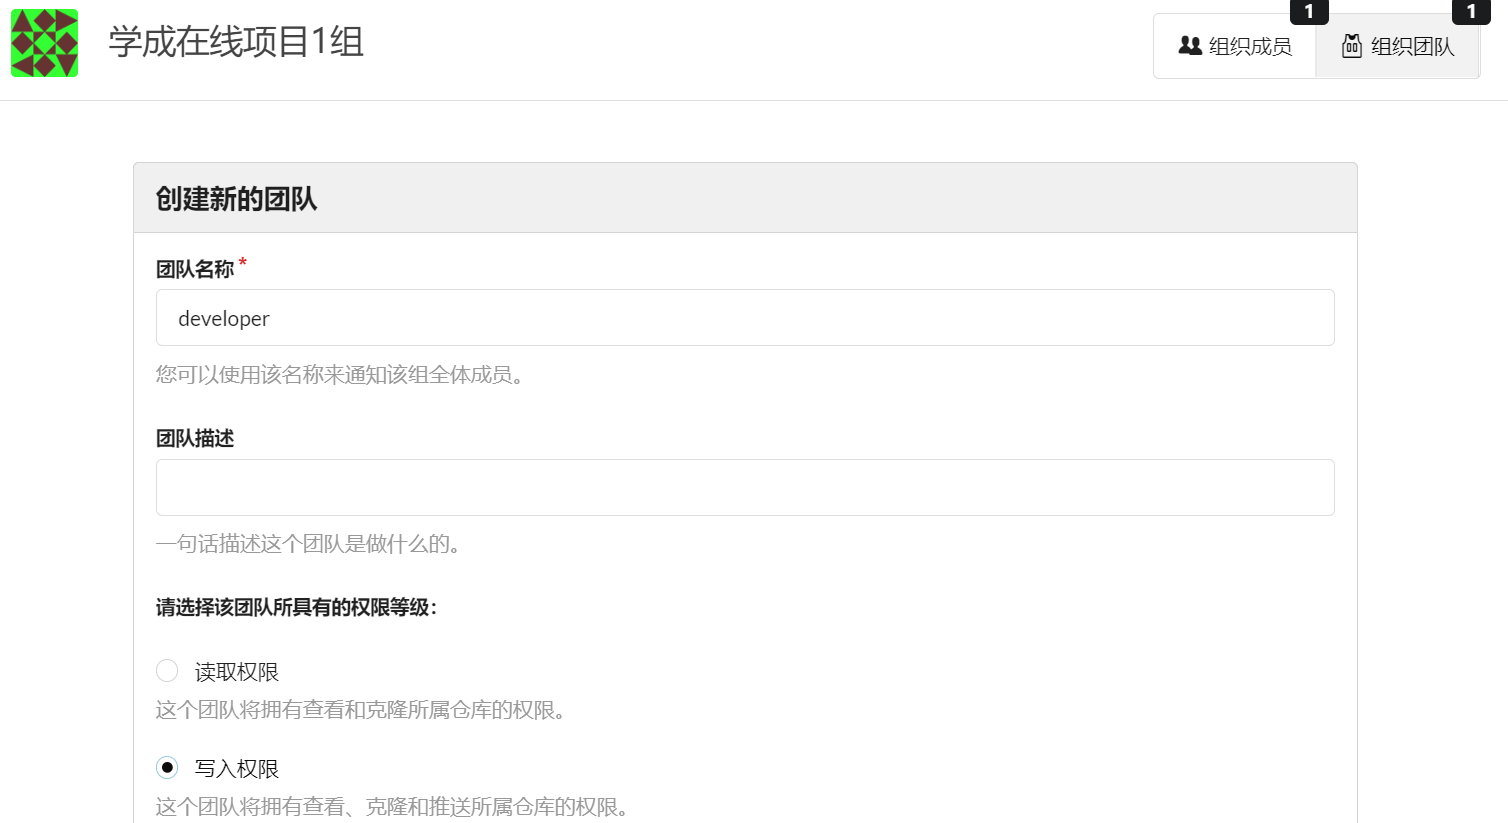 学成在线项目1组
1
组织成员
1
组织团队
创建新的团队
团队名称*
developer
您可以使用该名称来通知该组全体成员。
团队描述
一句话描述这个团队是做什么的。
请选择该团队所具有的权限等级：
读取权限
这个团队将拥有查看和克隆所属仓库的权限。
写入权限
这个团队将拥有查看、克隆和推送所属仓库的权限。